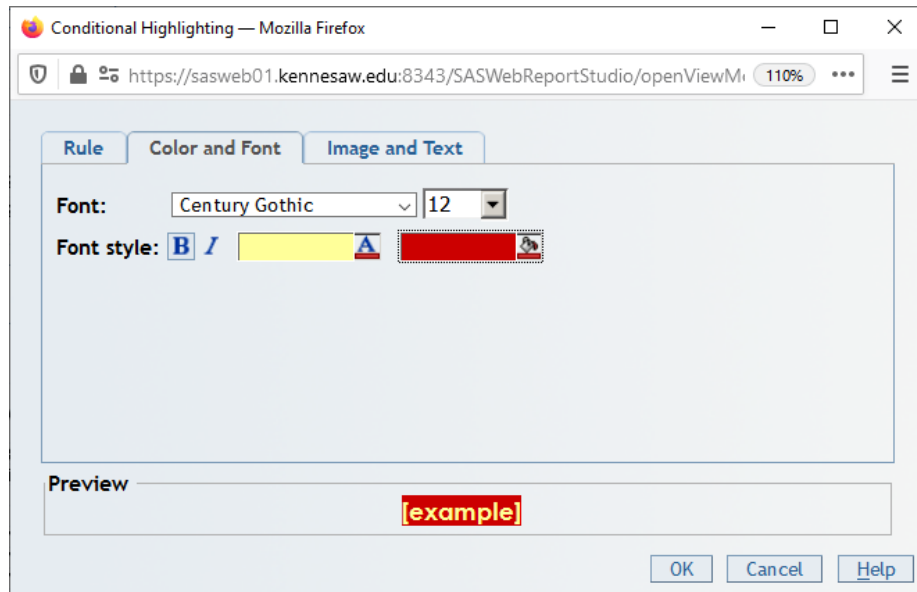 Conditional Highlighting — Mozilla Firefox
https://sasweb01.kennesaw.edu:8343/SASWebReportStudio/openViewM 110%
Rule Color and Font Image and Text
Font: Century Gothic 12
Font style: B I A
Preview
[example]
OK Cancel Help